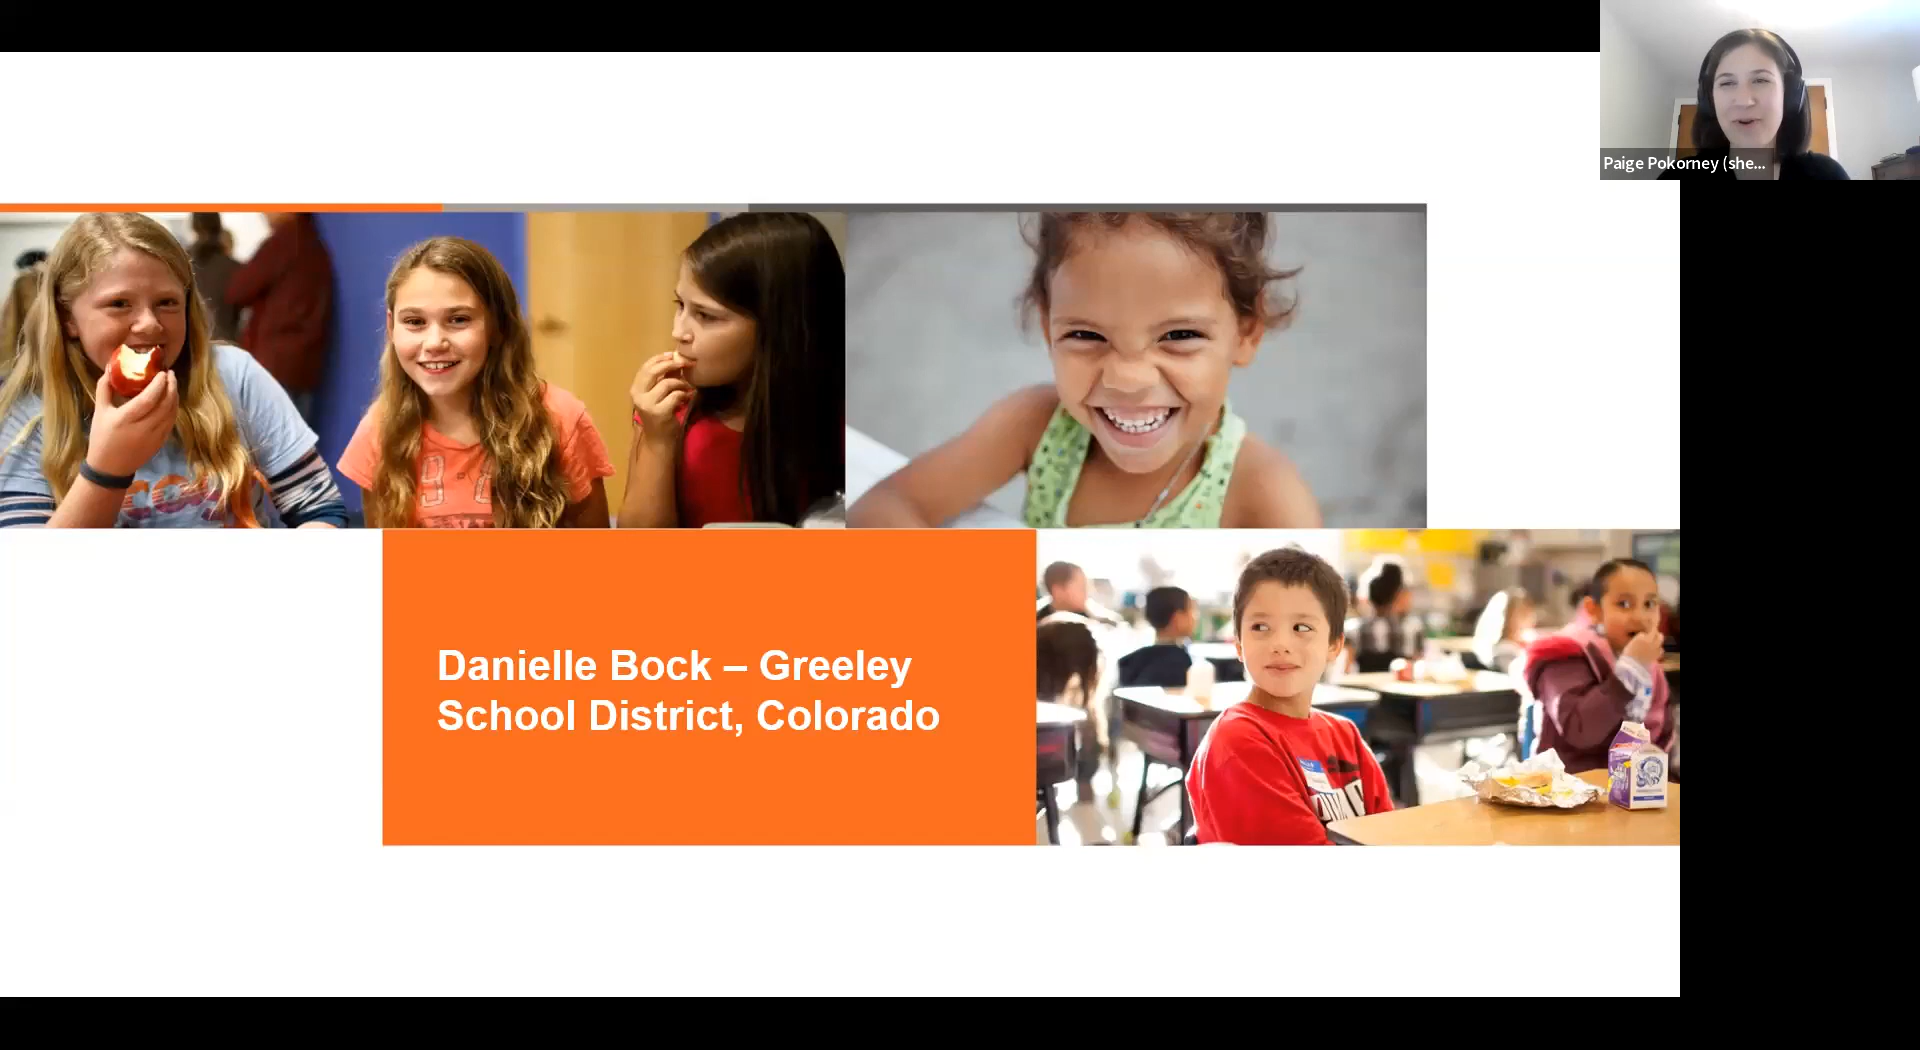 Paige Pokorney (she...
Danielle Bock – Greeley
School District, Colorado